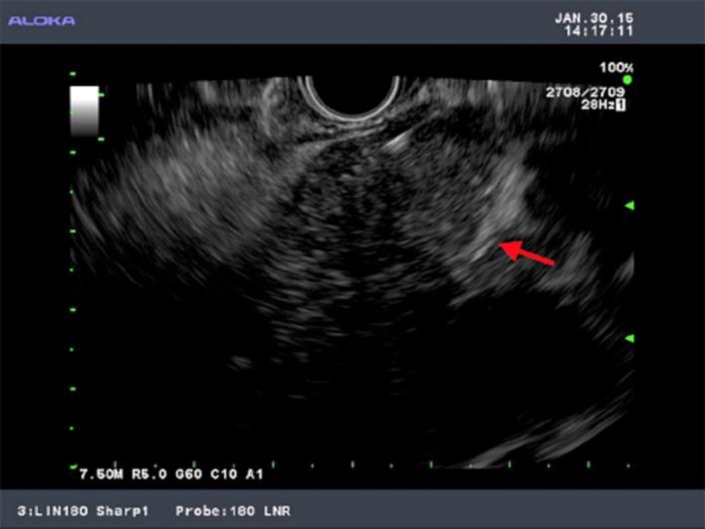 ALOKA
JAN.30.15
14:17:11
100%
2708/2709
28Hz 1
7.50M R5.0 G60 C10 A1
3:LIN180 Sharp1 Probe:180 LNR